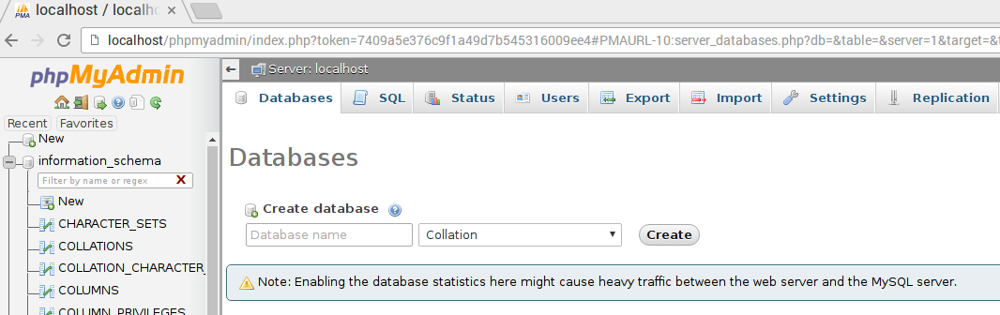 PMA localhost / localh
localhost/phpmyadmin/index.php?token=7409a5e376c9f1a49d7b545316009ee4#PMAURL-10:server_databases.php?db=&table=&server=1&target=&
phpMyAdmin
Recent Favorites
New
information_schema
Filter by name or regex X
New
CHARACTER_SETS
COLLATIONS
COLLATION_CHARACTER_
COLUMNS
COLUMN_PRIVILEGES
Server: localhost
Databases SQL Status Users Export Import Settings Replication
Databases
Create database
Database name Collation Create
Note: Enabling the database statistics here might cause heavy traffic between the web server and the MySQL server.